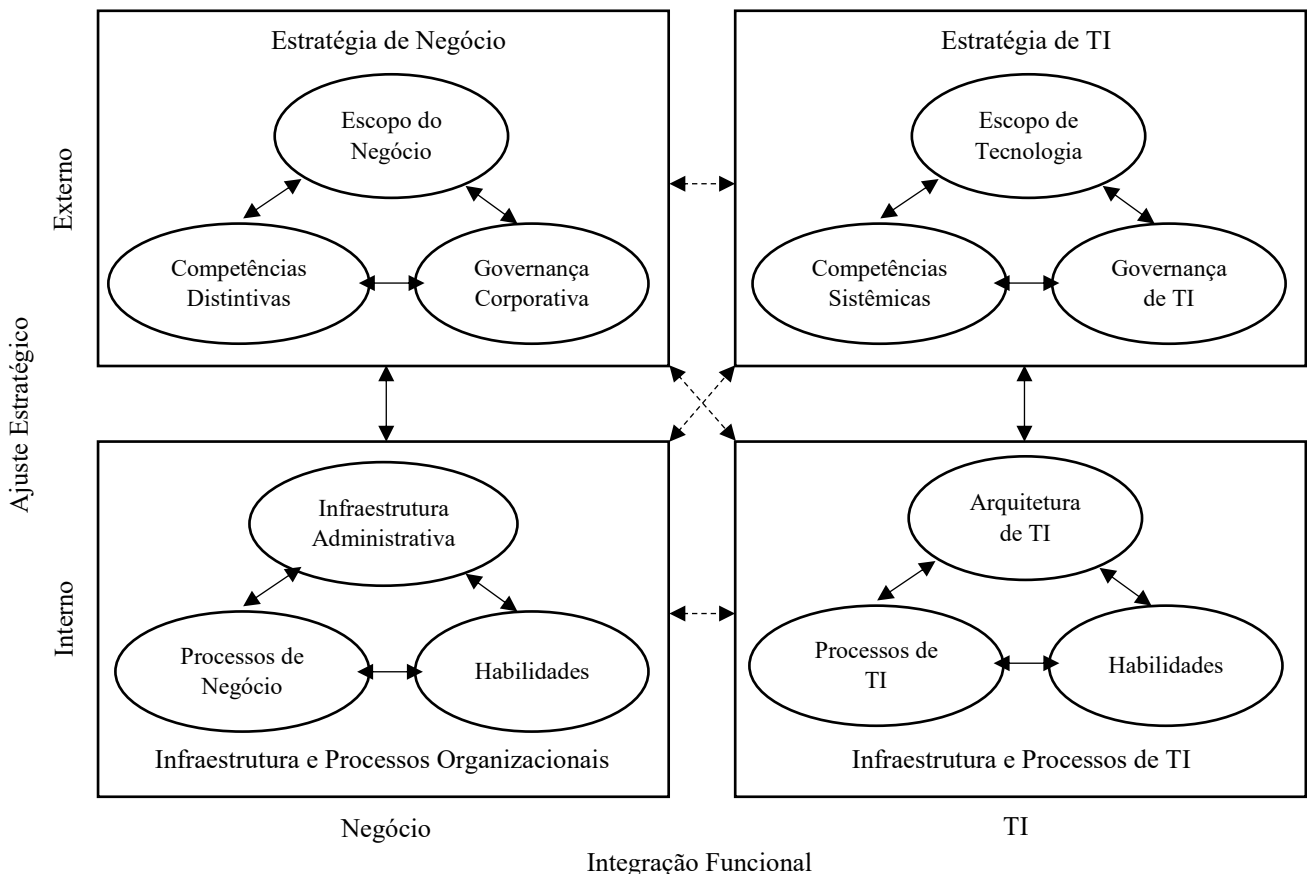 Estratégia de Negócio
Escopo do
Negócio
Competências
Distintivas
Governança
Corporativa
Estratégia de TI
Escopo de
Tecnologia
Competências
Sistêmicas
Governança
de TI
Externo
Ajuste Estratégico
Interno
Infraestrutura
Administrativa
Processos de
Negócio
Habilidades
Infraestrutura e Processos Organizacionais
Arquitetura
de TI
Processos de
TI
Habilidades
Infraestrutura e Processos de TI
Negócio
TI
Integração Funcional